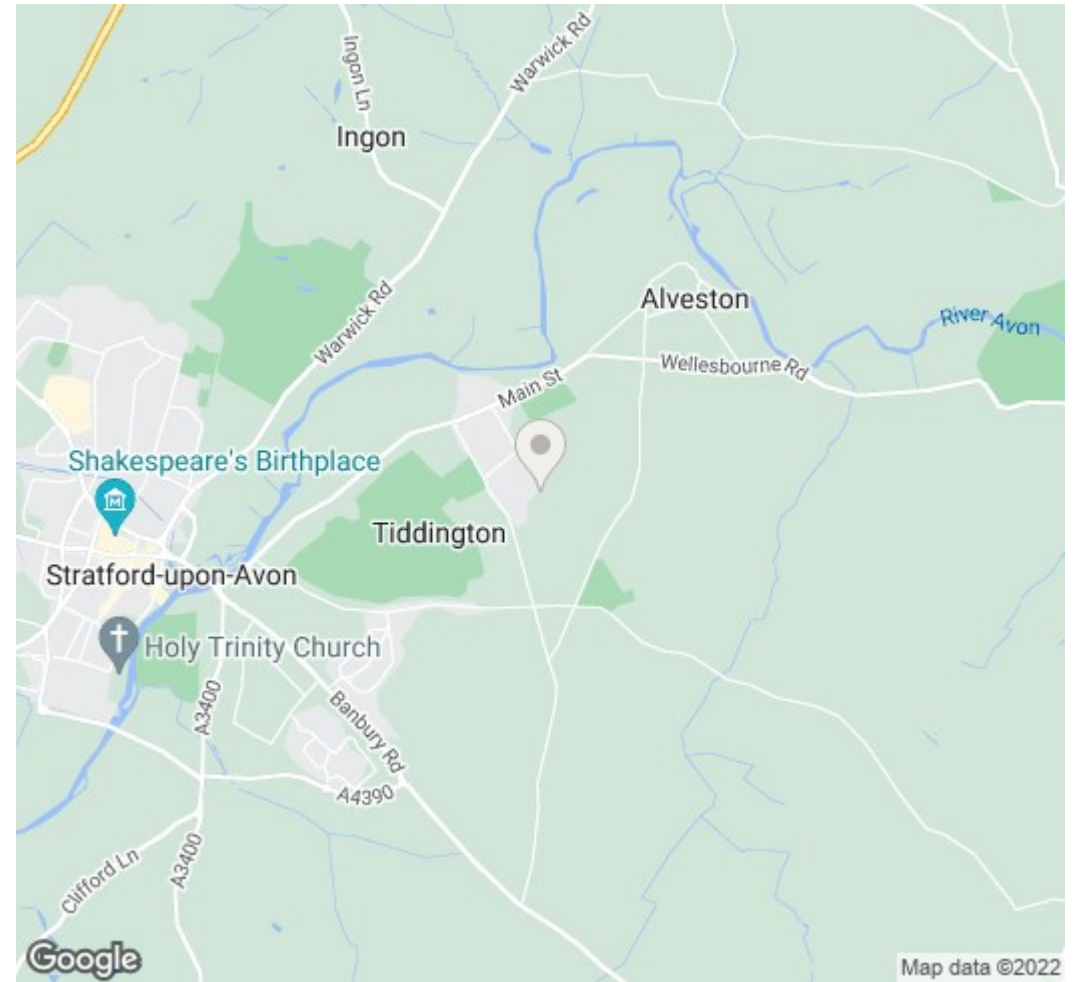 Warwick Rd
Ingon Ln
Ingon
Alveston
River Avon
Warwick Rd
Wellesbourne Rd
Main St
Shakespeare's Birthplace
M
Tiddington
Stratford-upon-Avon
Holy Trinity Church
A3400
Banbury Rd
A4390
A3400
Clifford Ln
Google
Map data ©2022